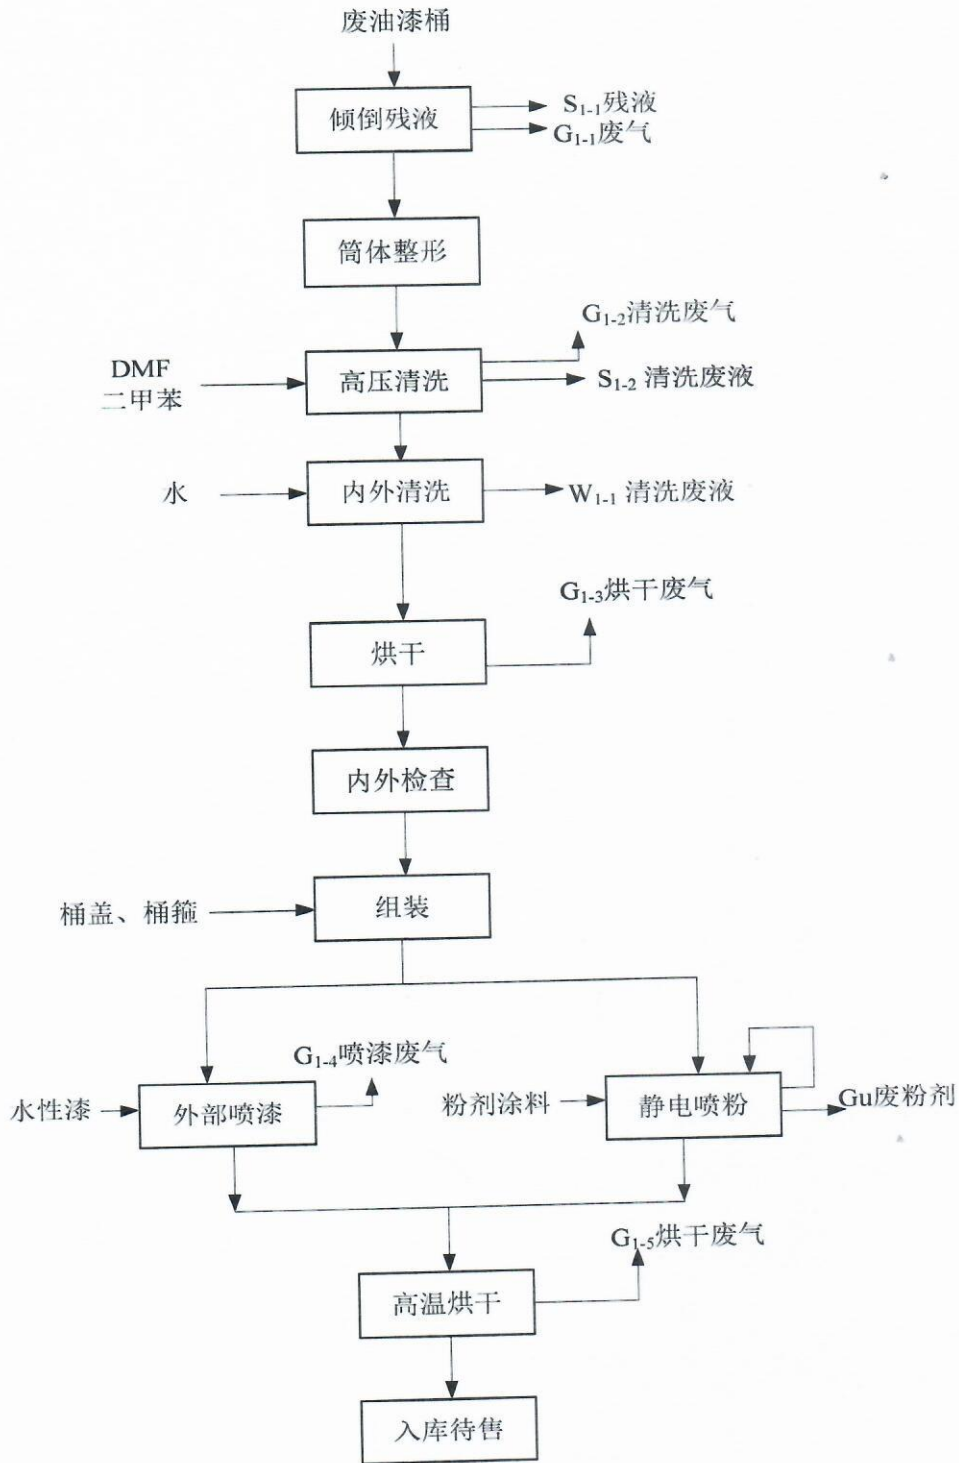 废油漆桶
倾倒残液
S1-1残液
G1-1废气
筒体整形
G1-2清洗废气
DMF
二甲苯
高压清洗
S1-2 清洗废液
水
内外清洗
W1-1 清洗废液
G1-3烘干废气
烘干
内外检查
桶盖、桶箍
组装
G1-4喷漆废气
水性漆
外部喷漆
粉剂涂料
静电喷粉
Gu废粉剂
G1-5烘干废气
高温烘干
入库待售